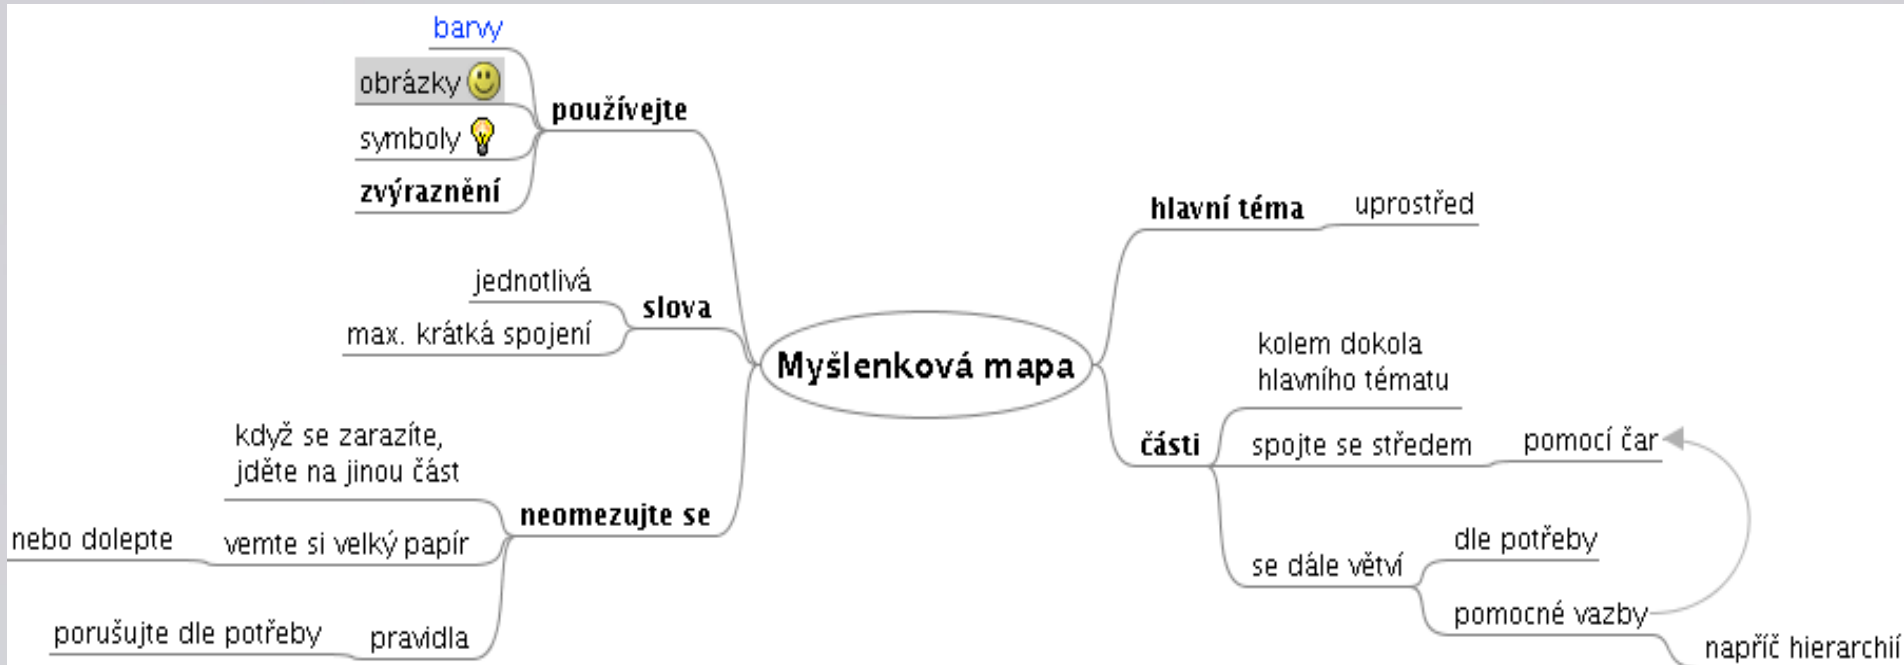 barvy
obrázky
symboly
zvýraznění
používejte
jednotlivá
max. krátká spojení
slova
když se zarazíte,
jděte na jinou část
nebo dolepte
vemte si velký papír
porušujte dle potřeby
pravidla
neomezujte se
Myšlenková mapa
hlavní téma
uprostřed
části
kolem dokola
hlavního tématu
spojte se středem
pomocí čar
se dále větví
dle potřeby
pomocné vazby
napříč hierarchií